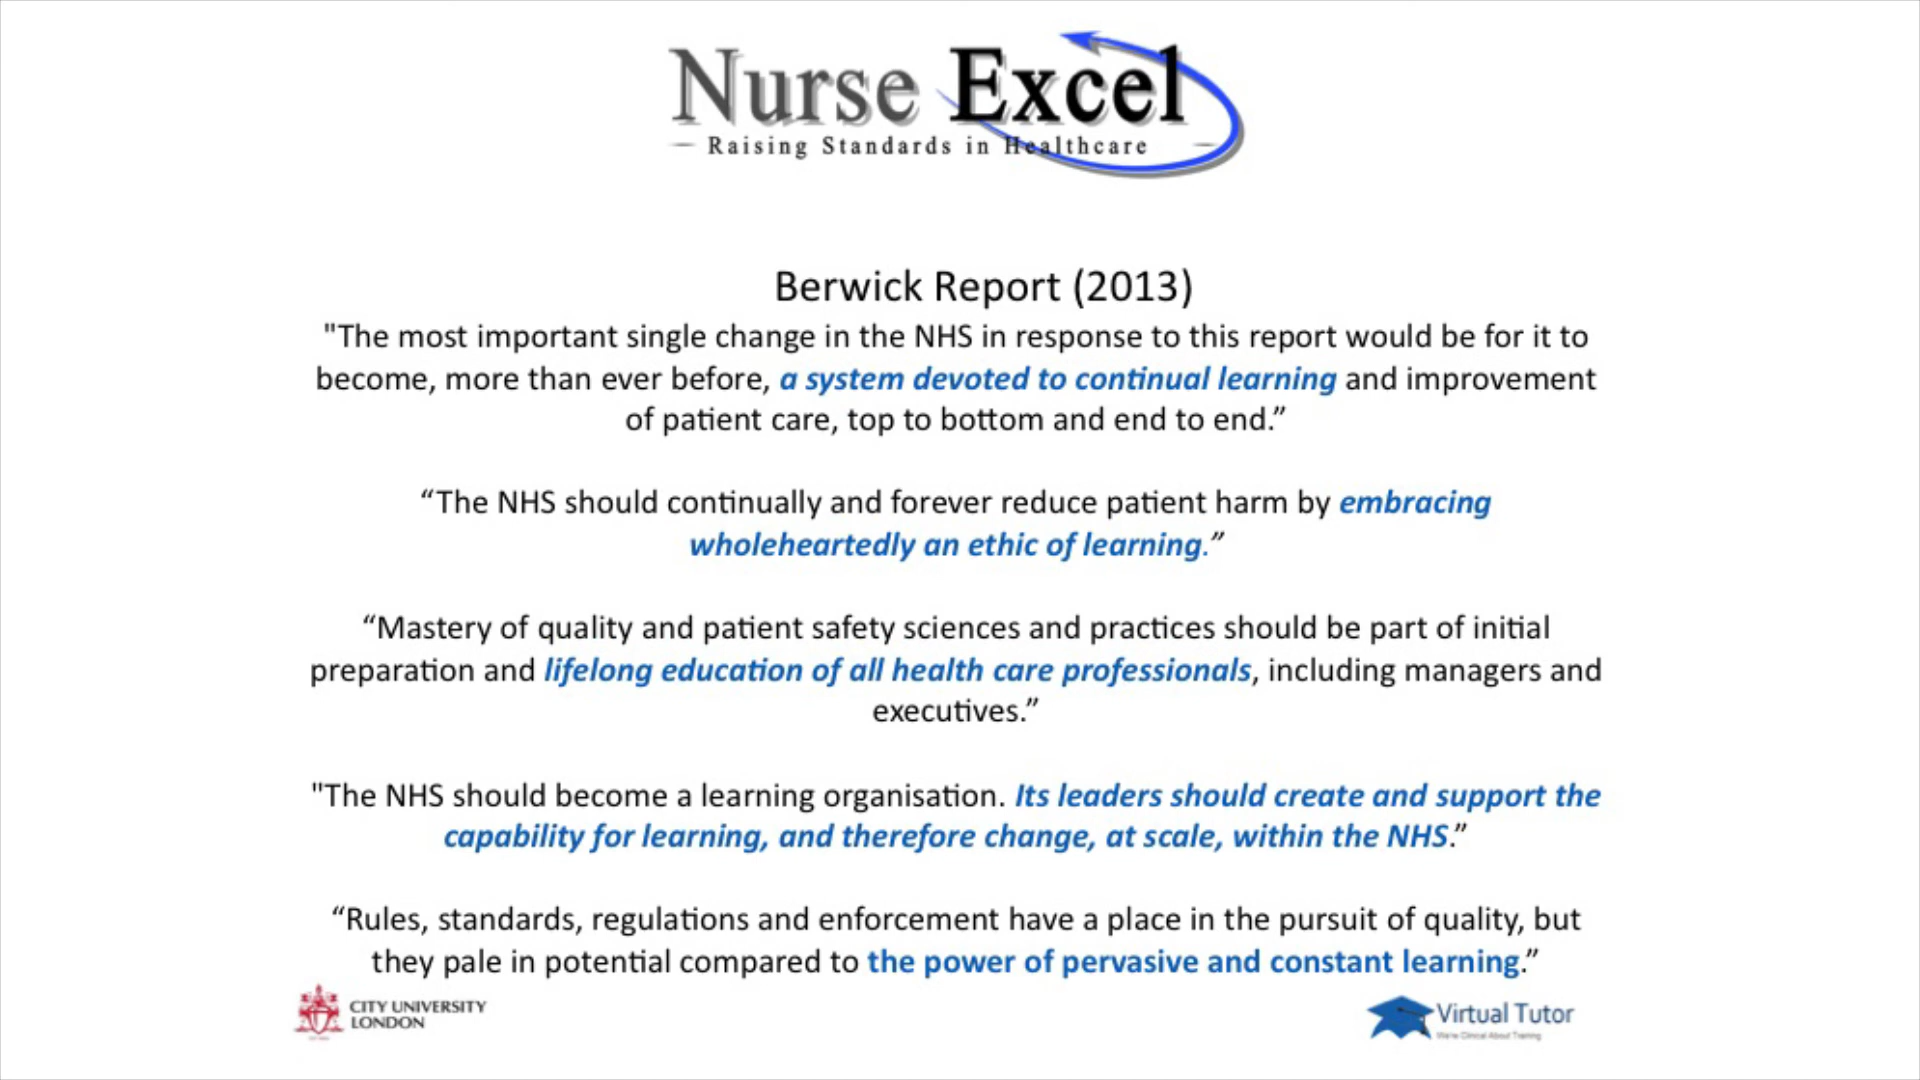 Nurse Excel
Raising Standards in Healthcare
Berwick Report (2013)
"The most important single change in the NHS in response to this report would be for it to
become, more than ever before, a system devoted to continual learning and improvement
of patient care, top to bottom and end to end.”
“The NHS should continually and forever reduce patient harm by embracing
wholeheartedly an ethic of learning.”
“Mastery of quality and patient safety sciences and practices should be part of initial
preparation and lifelong education of all health care professionals, including managers and
executives.”
"The NHS should become a learning organisation. Its leaders should create and support the
capability for learning, and therefore change, at scale, within the NHS.”
“Rules, standards, regulations and enforcement have a place in the pursuit of quality, but
they pale in potential compared to the power of pervasive and constant learning.”
CITY UNIVERSITY
LONDON
Virtual Tutor
We're Clinical About Training